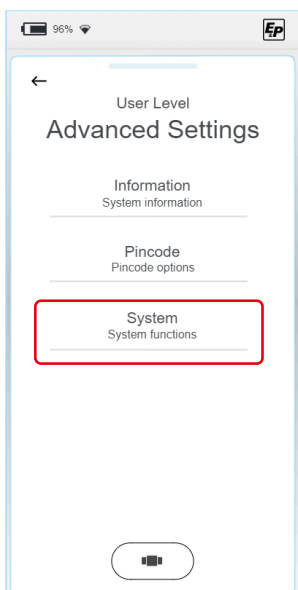 96%
EP
User Level
Advanced Settings
Information
System information
Pincode
Pincode options
System
System functions